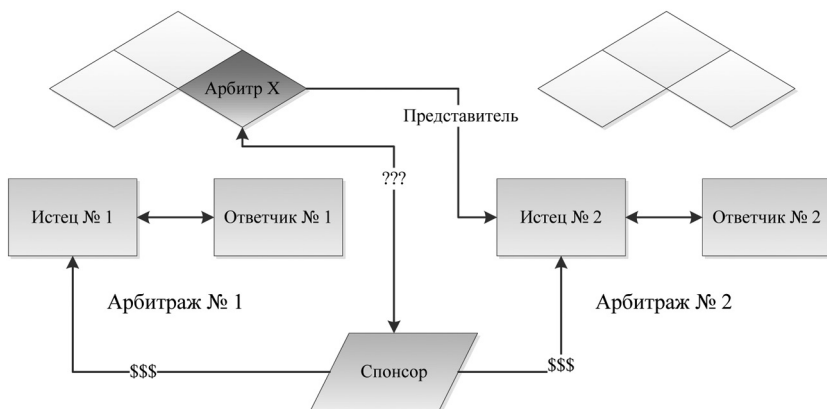 Арбитр X
Представитель
???
Истец № 1
Ответчик № 1
Истец № 2
Ответчик № 2
Арбитраж № 1
Арбитраж № 2
$$$
Спонсор
$$$